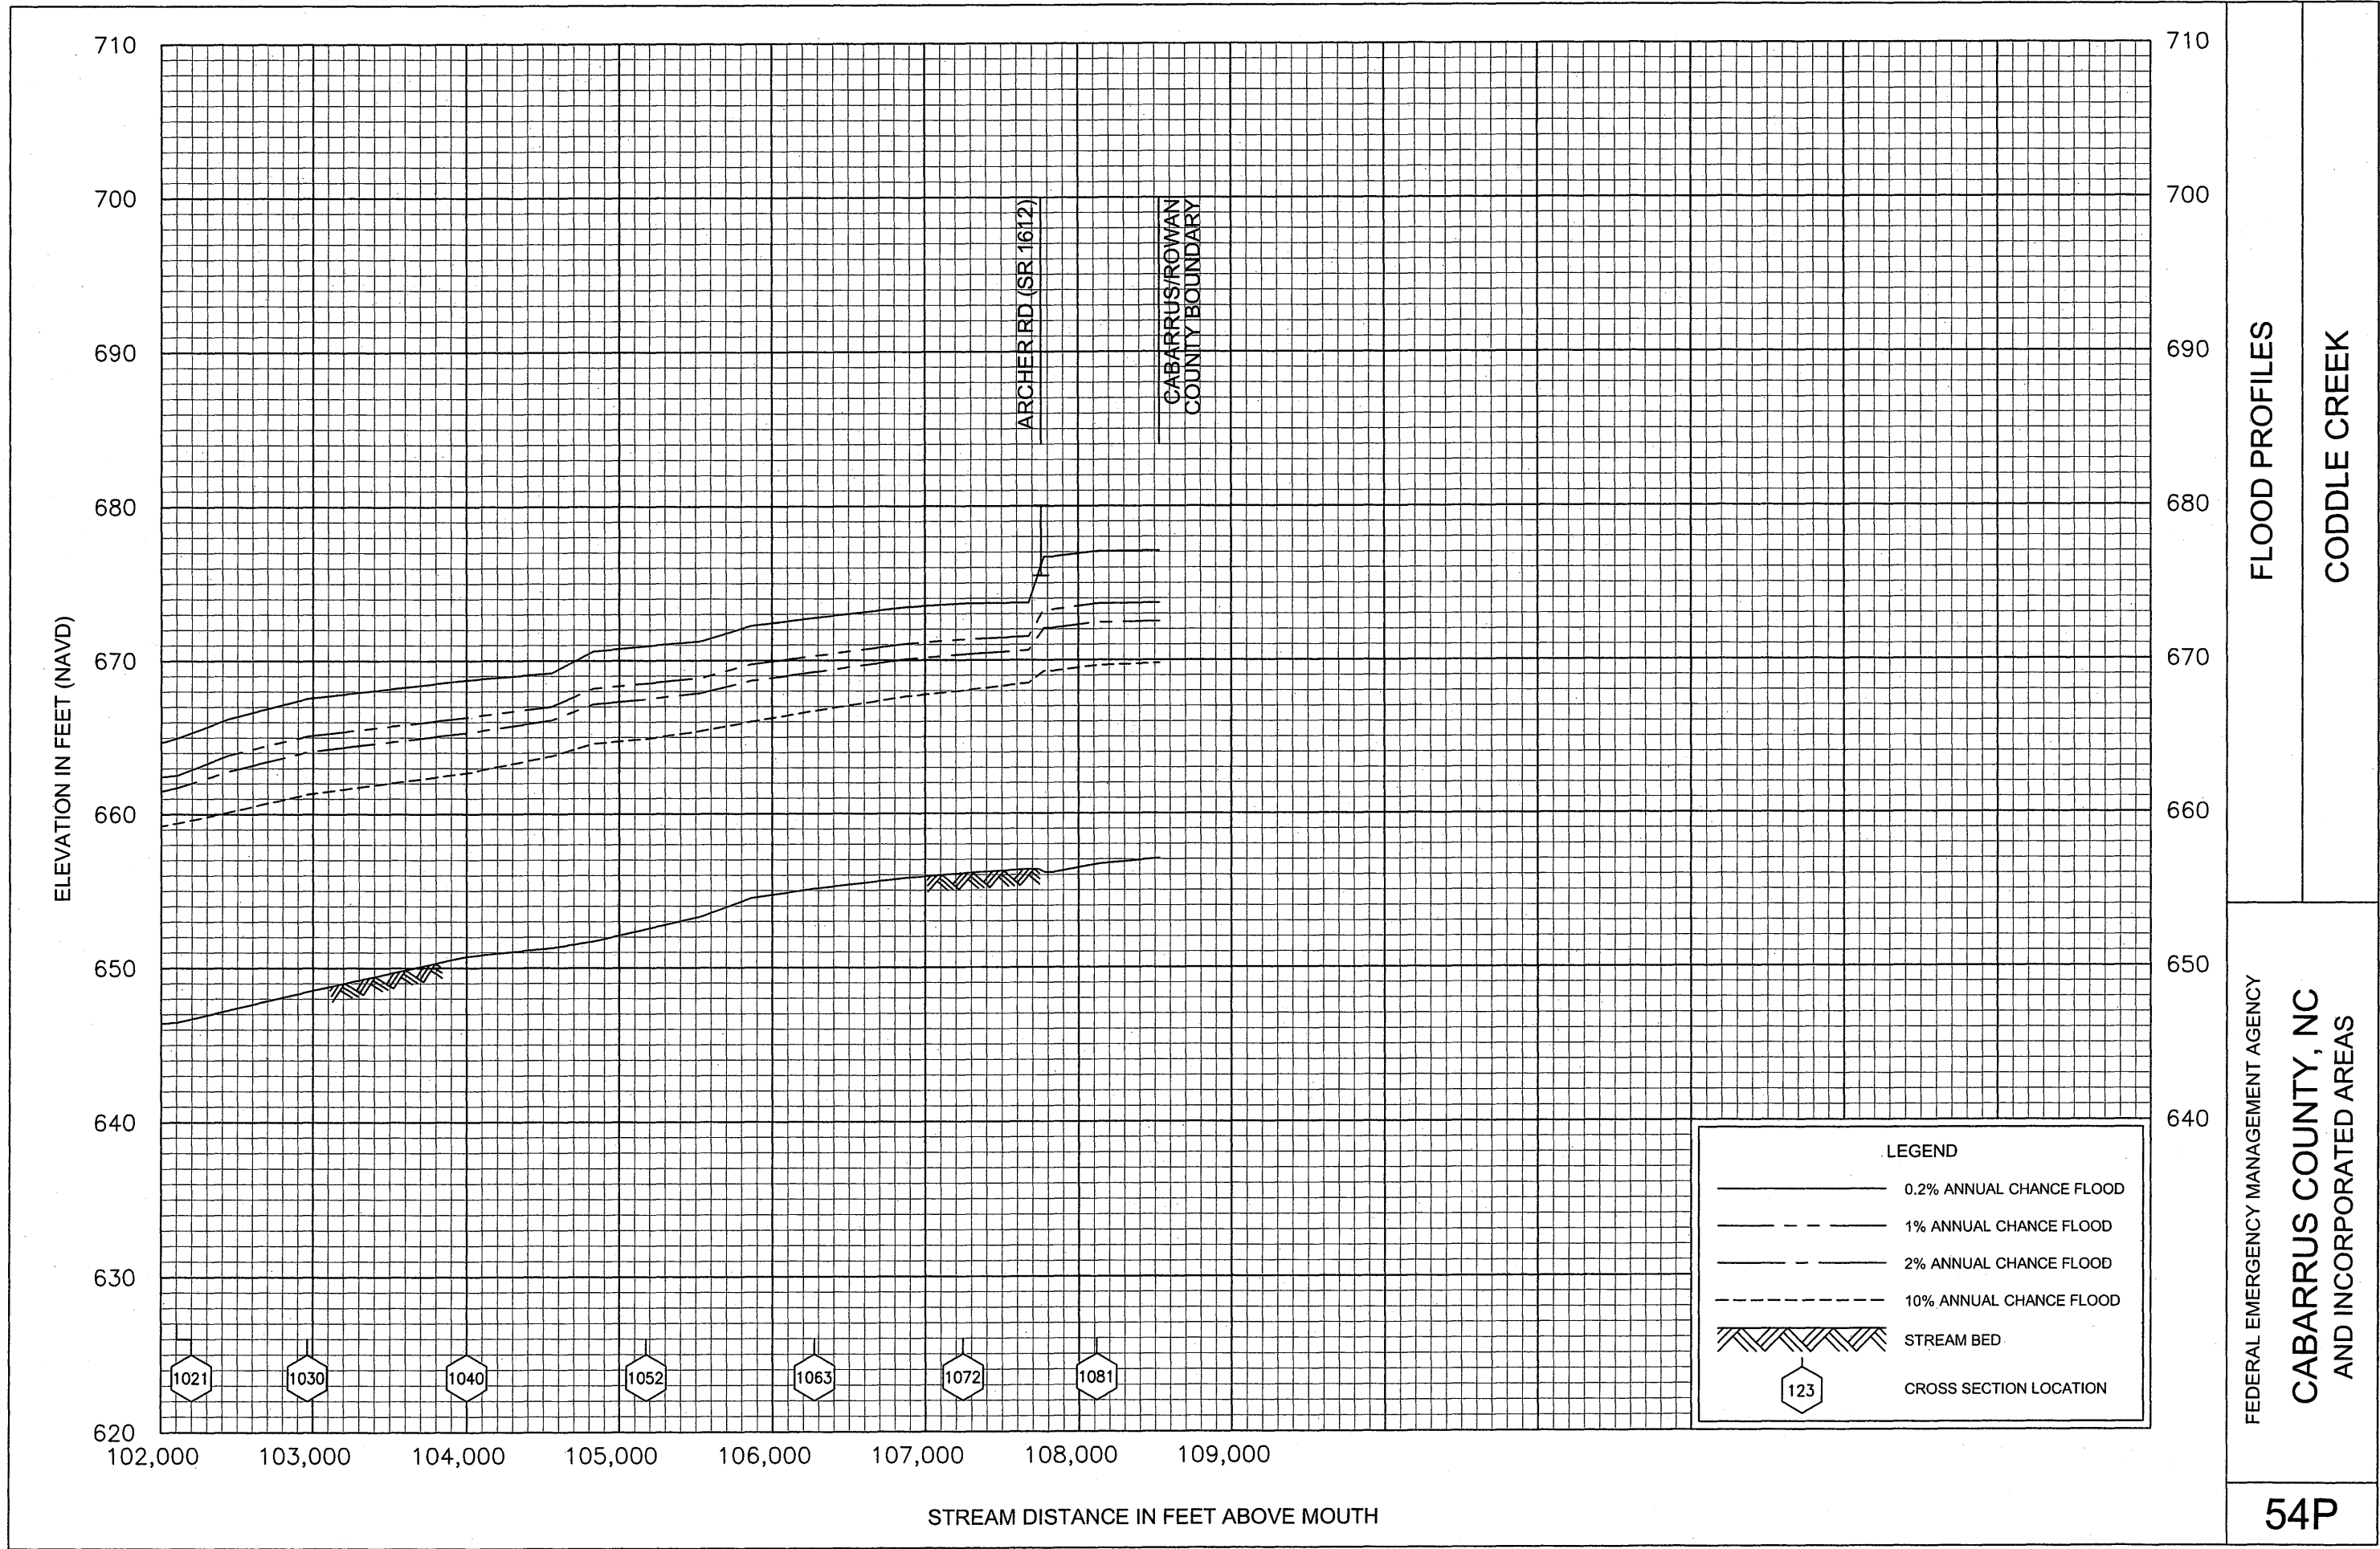 710
700
690
680
670
660
650
640
630
620
ELEVATION IN FEET (NAVD)
102,000
103,000
104,000
105,000
106,000
107,000
108,000
109,000
STREAM DISTANCE IN FEET ABOVE MOUTH
ARCHER RD (SR 1612)
CABARRUS/ROWAN
COUNTY BOUNDARY
1021
1030
1040
1052
1063
1072
1081
710
700
690
680
670
660
650
640
LEGEND
0.2% ANNUAL CHANCE FLOOD
1% ANNUAL CHANCE FLOOD
2% ANNUAL CHANCE FLOOD
10% ANNUAL CHANCE FLOOD
STREAM BED
123
CROSS SECTION LOCATION
FLOOD PROFILES
CODDLE CREEK
FEDERAL EMERGENCY MANAGEMENT AGENCY
CABARRUS COUNTY, NC
AND INCORPORATED AREAS
54P